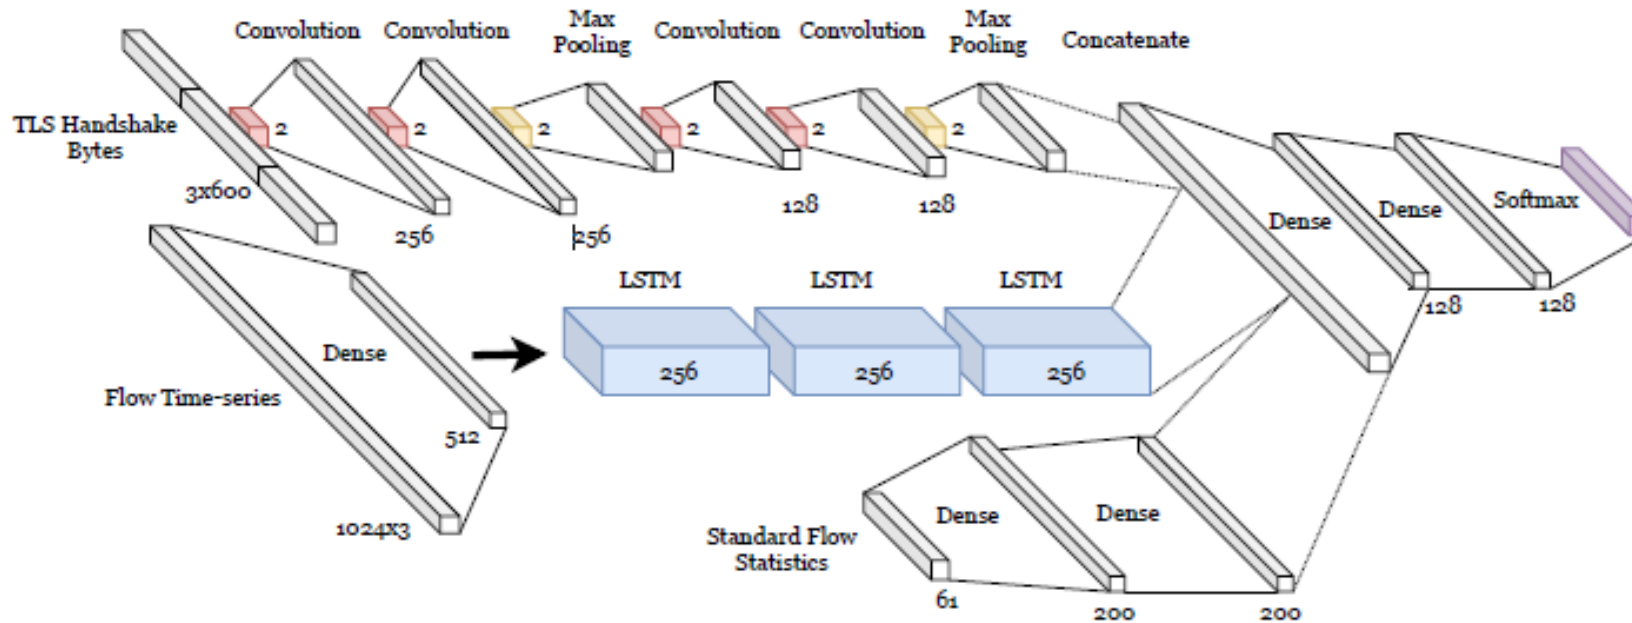 Convolution
Convolution
Max
Pooling
Convolution
Convolution
Max
Pooling
Concatenate
TLS Handshake
Bytes
3x600
2
2
2
2
2
2
256
256
128
128
Dense
Dense
Softmax
128
128
LSTM
LSTM
LSTM
256
256
256
Dense
Flow Time-series
512
1024x3
Standard Flow
Statistics
Dense
Dense
61
200
200